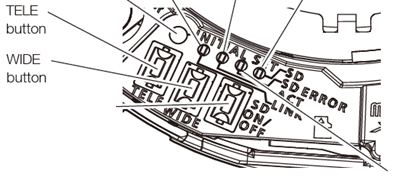 TELE
button
WIDE
button
INITIAL SET
SD
SD ERROR
ACT
LINK
TELE
WIDE
SD
ON/
OFF